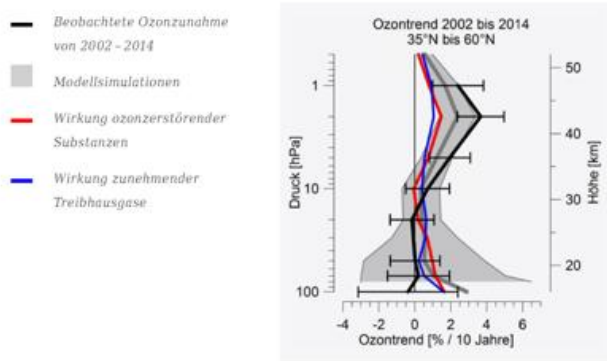 Beobachtete Ozonzunahme
von 2002 – 2014
Modellsimulationen
Wirkung ozonzerstörender
Substanzen
Wirkung zunehmender
Treibhausgase
Ozontrend 2002 bis 2014
35°N bis 60°N
Druck [hPa]
1
10
100
50
40
30
20
Höhe [km]
-4 -2 0 2 4 6
Ozontrend [% / 10 Jahre]